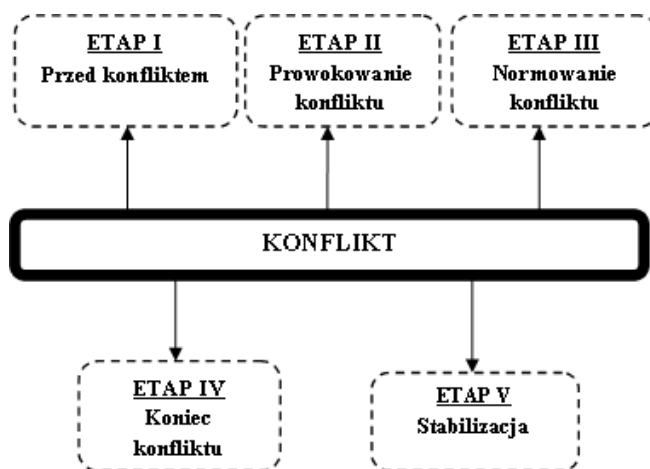 ETAP I
Przed konfliktem
ETAP II
Prowokowanie
konfliktu
ETAP III
Normowanie
konfliktu
KONFLIKT
ETAP IV
Koniec
konfliktu
ETAP V
Stabilizacja